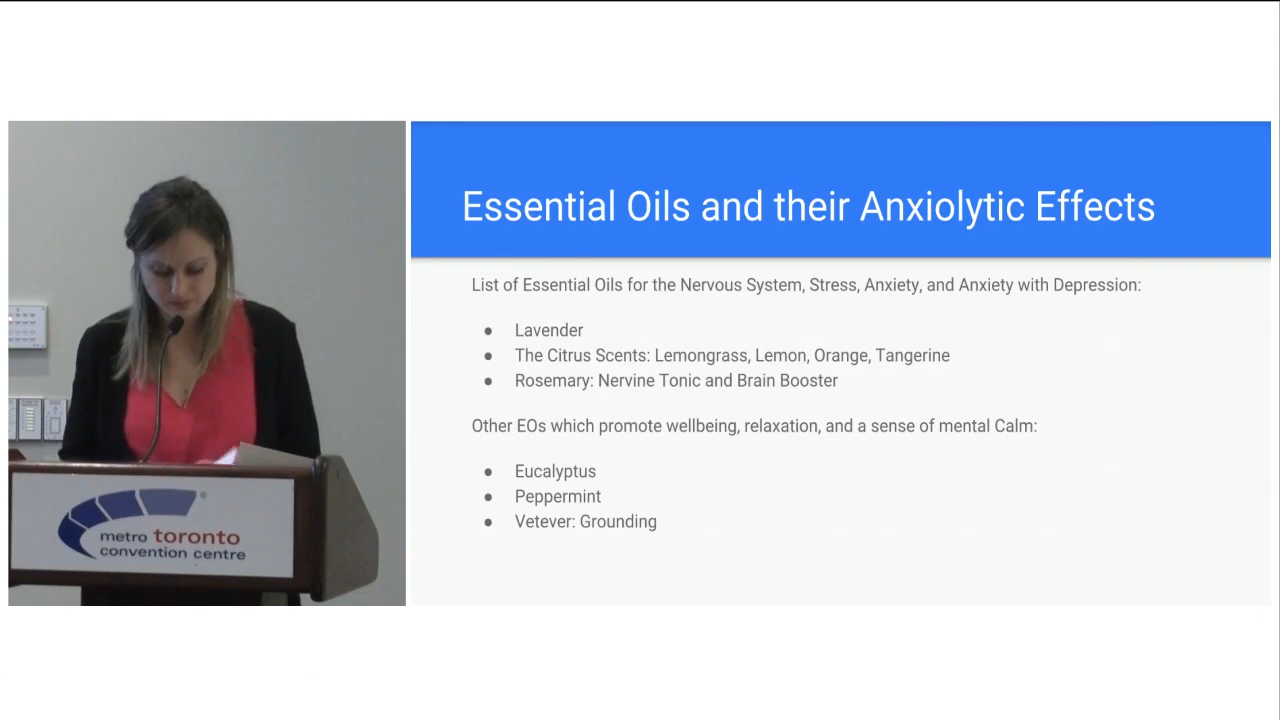 Essential Oils and their Anxiolytic Effects
List of Essential Oils for the Nervous System, Stress, Anxiety, and Anxiety with Depression:
● Lavender
● The Citrus Scents: Lemongrass, Lemon, Orange, Tangerine
● Rosemary: Nervine Tonic and Brain Booster
Other EOs which promote wellbeing, relaxation, and a sense of mental Calm:
● Eucalyptus
● Peppermint
● Vetever: Grounding
metro toronto
convention centre